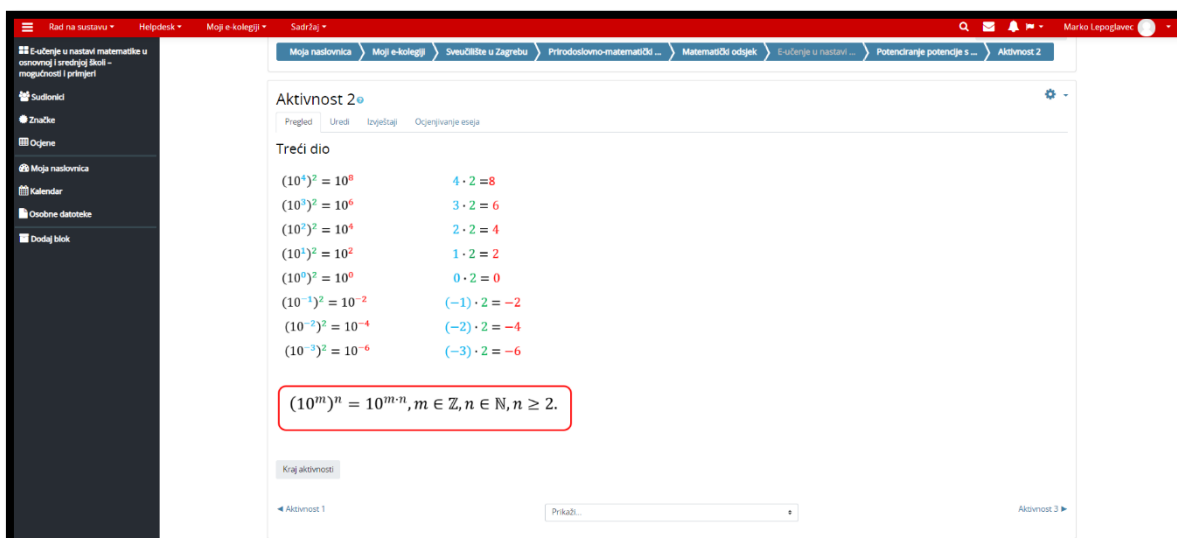 Rad na sustavu Helpdesk Moji e-kolegiji Sadržaj Marko Lepoglavec
E-učenje u nastavi matematike u
osnovnoj i srednjoj školi –
mogućnosti i primjeri
Sudionici
Značke
Ocjene
Moja naslovnica
Kalendar
Osobne datoteke
Dodaj blok
Moja naslovnica Moji e-kolegiji Sveučilište u Zagrebu Prirodoslovno-matematički ... Matematički odsjek E-učenje u nastavi ... Potenciranje potencije s ... Aktivnost 2
Aktivnost 2
Pregled Uredi Izvještaji Ocjenjivanje eseja
Treći dio
(10⁴)² = 10⁸ 4 · 2 =8
(10³)² = 10⁶ 3 · 2 = 6
(10²)² = 10⁴ 2 · 2 = 4
(10¹)² = 10² 1 · 2 = 2
(10⁰)² = 10⁰ 0 · 2 = 0
(10⁻¹)² = 10⁻² (−1) · 2 = −2
(10⁻²)² = 10⁻⁴ (−2) · 2 = −4
(10⁻³)² = 10⁻⁶ (−3) · 2 = −6
(10ᵐ)ⁿ = 10ᵐ·ⁿ, m ∈ ℤ, n ∈ ℕ, n ≥ 2.
Kraj aktivnosti
◄ Aktivnost 1 Prikaži... Aktivnost 3 ►